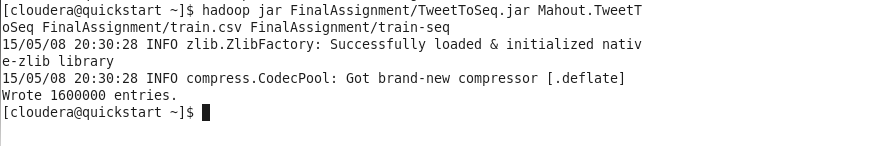 [cloudera@quickstart ~]$ hadoop jar FinalAssignment/TweetToSeq.jar Mahout.TweetT
oSeq FinalAssignment/train.csv FinalAssignment/train-seq
15/05/08 20:30:28 INFO zlib.ZlibFactory: Successfully loaded & initialized nativ
e-zlib library
15/05/08 20:30:28 INFO compress.CodecPool: Got brand-new compressor [.deflate]
Wrote 1600000 entries.
[cloudera@quickstart ~]$